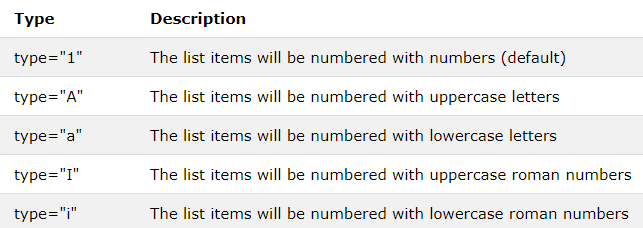 Type Description
type="1" The list items will be numbered with numbers (default)
type="A" The list items will be numbered with uppercase letters
type="a" The list items will be numbered with lowercase letters
type="I" The list items will be numbered with uppercase roman numbers
type="i" The list items will be numbered with lowercase roman numbers